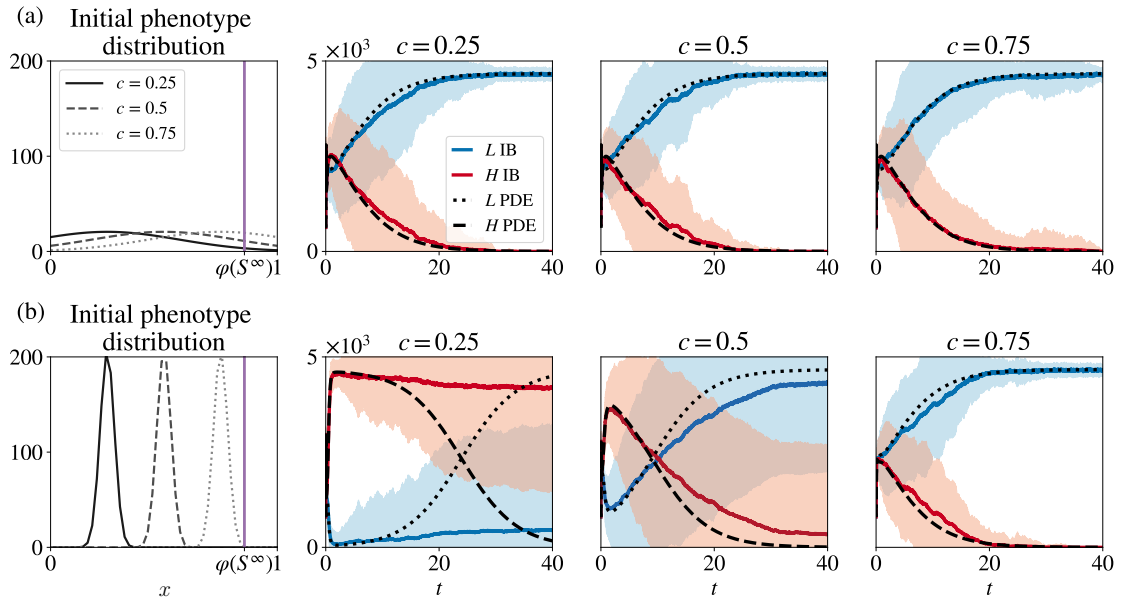 (a)
Initial phenotype
distribution
c = 0.25
c = 0.5
c = 0.75
200
100
0
0
φ(S∞)1
×10³
c = 0.25
5
0
0
20
40
L IB
H IB
L PDE
H PDE
c = 0.5
0
20
40
c = 0.75
0
20
40
(b)
Initial phenotype
distribution
200
100
0
0
φ(S∞)1
x
×10³
c = 0.25
5
0
0
20
40
t
c = 0.5
0
20
40
t
c = 0.75
0
20
40
t